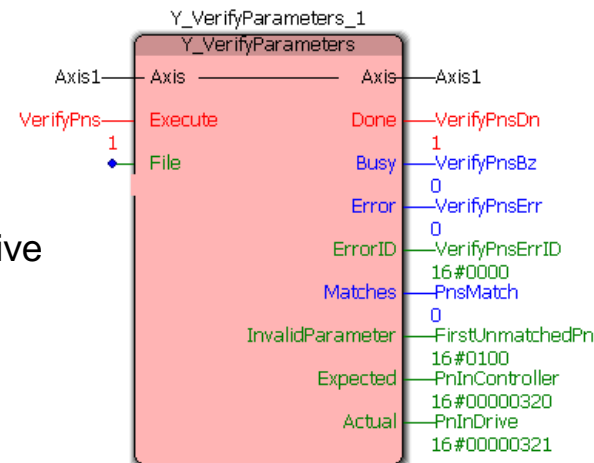 Y_VerifyParameters_1
Y_VerifyParameters
Axis1 Axis Axis Axis1
VerifyPns Execute Done VerifyPnsDn
1 1
File Busy VerifyPnsBz
0
Error VerifyPnsErr
0
ive
ErrorID VerifyPnsErrID
16#0000
Matches PnsMatch
0
InvalidParameter FirstUnmatchedPn
16#0100
Expected PnInController
16#00000320
Actual PnInDrive
16#00000321